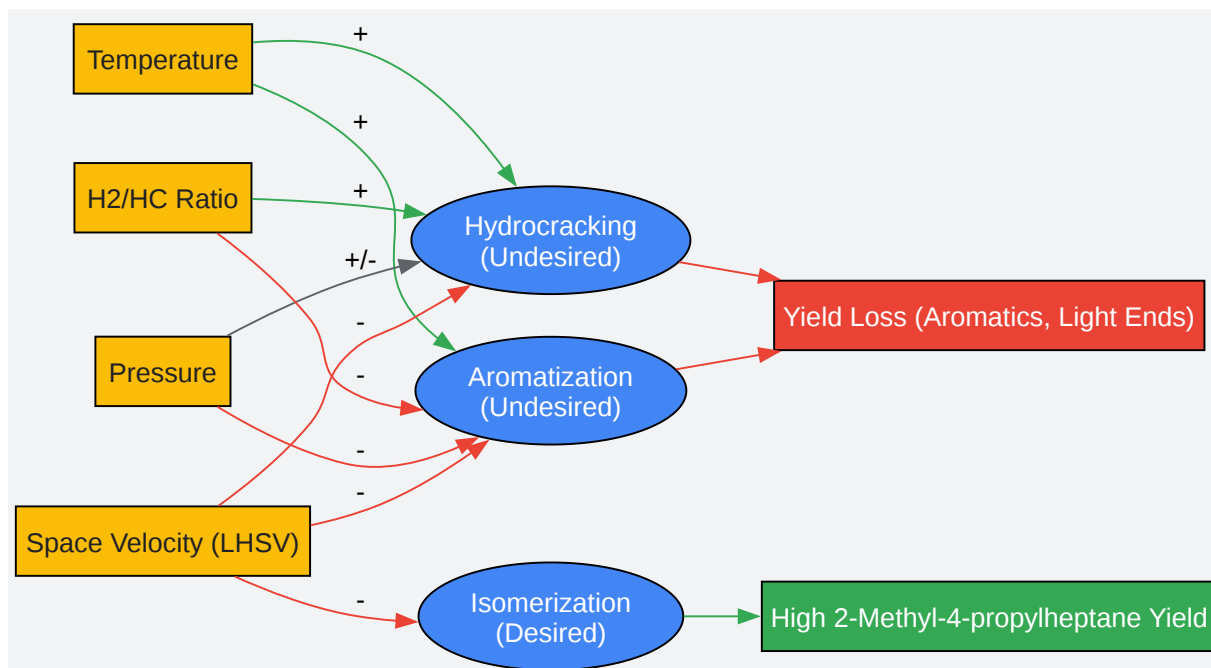 Temperature
H2/HC Ratio
Pressure
Space Velocity (LHSV)
+
+
+
+/-
-
-
-
-
-
Hydrocracking
(Undesired)
Aromatization
(Undesired)
Isomerization
(Desired)
Yield Loss (Aromatics, Light Ends)
High 2-Methyl-4-propylheptane Yield